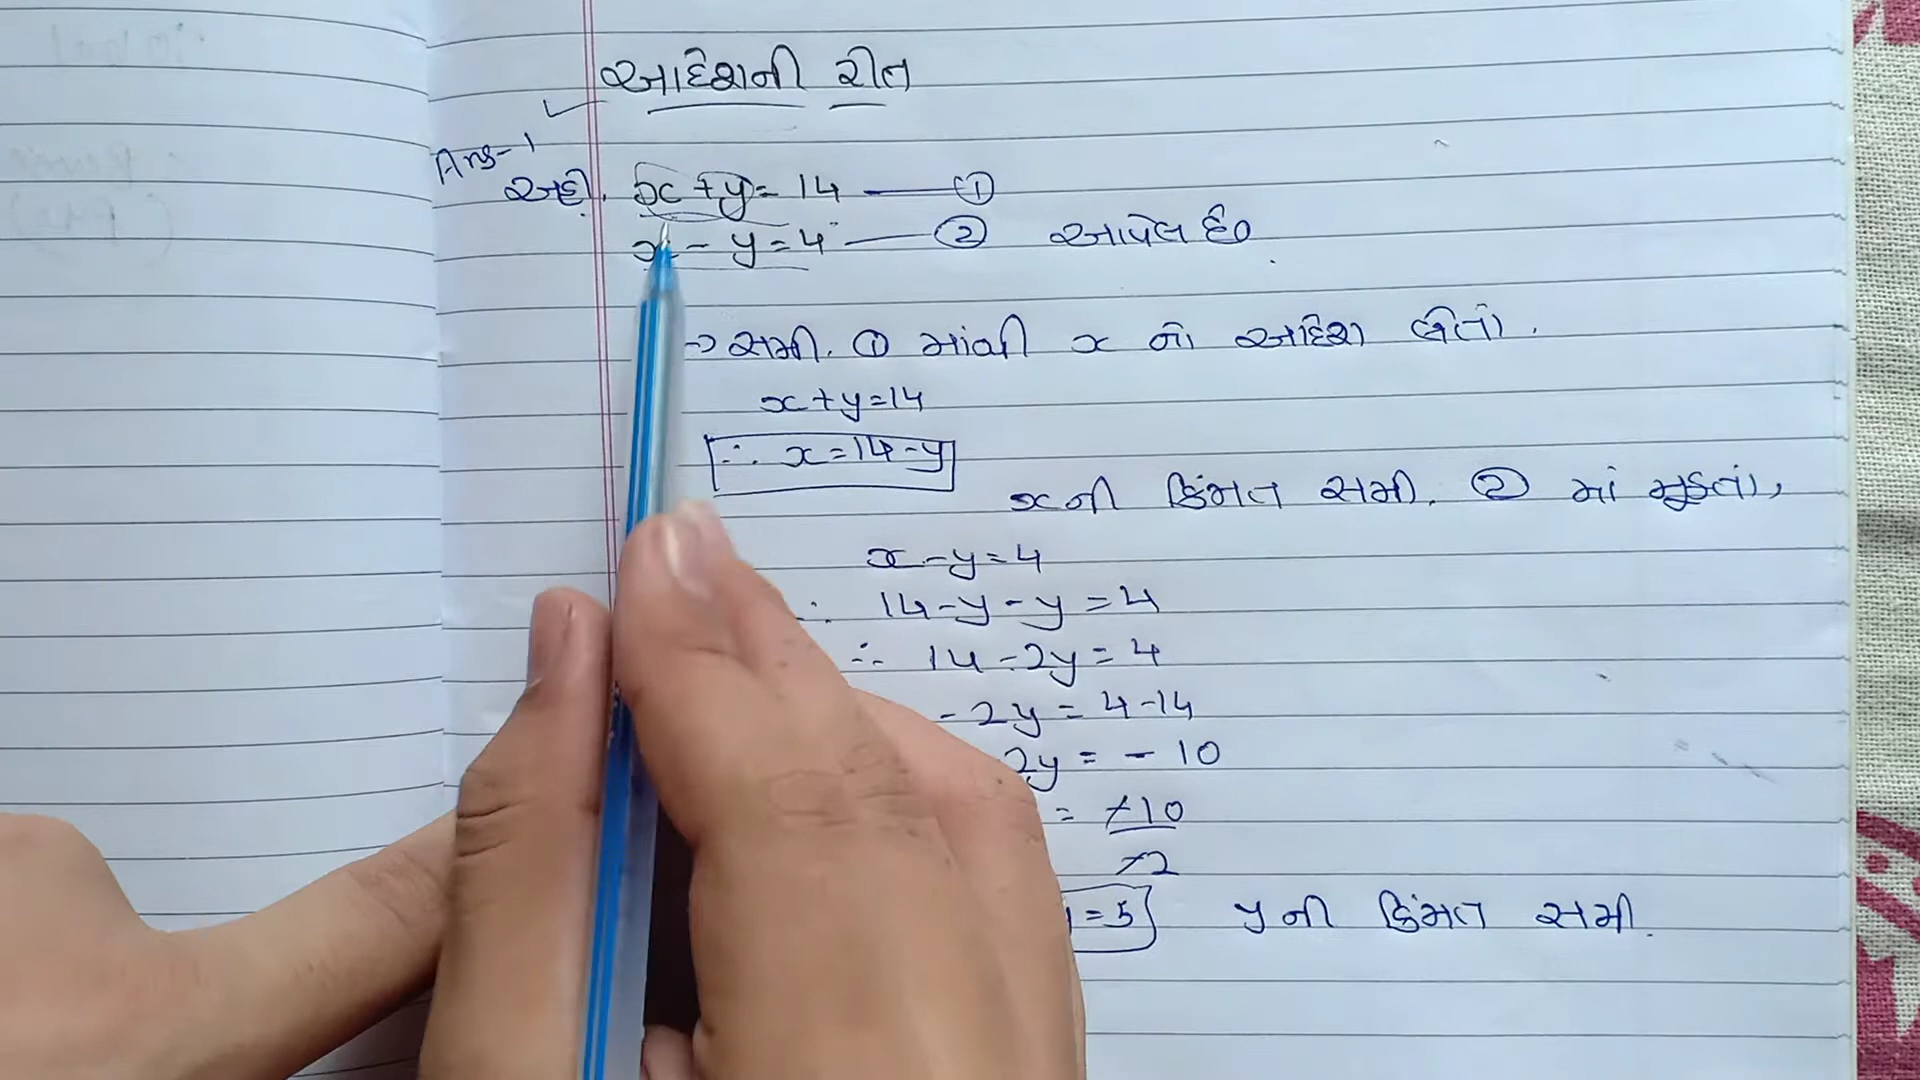 આદેશની રીત
Ans-1
અહીં. x + y = 14 —— ①
x - y = 4 —— ② આપેલ છે
→ સમી. ① માંથી x નો આદેશ લેતાં.
x + y = 14
∴ x = 14 - y
x ની કિંમત સમી. ② માં મુકતાં,
x - y = 4
∴ 14 - y - y = 4
∴ 14 - 2y = 4
- 2y = 4 - 14
2y = - 10
= -10
-2
= 5 y ની કિંમત સમી.